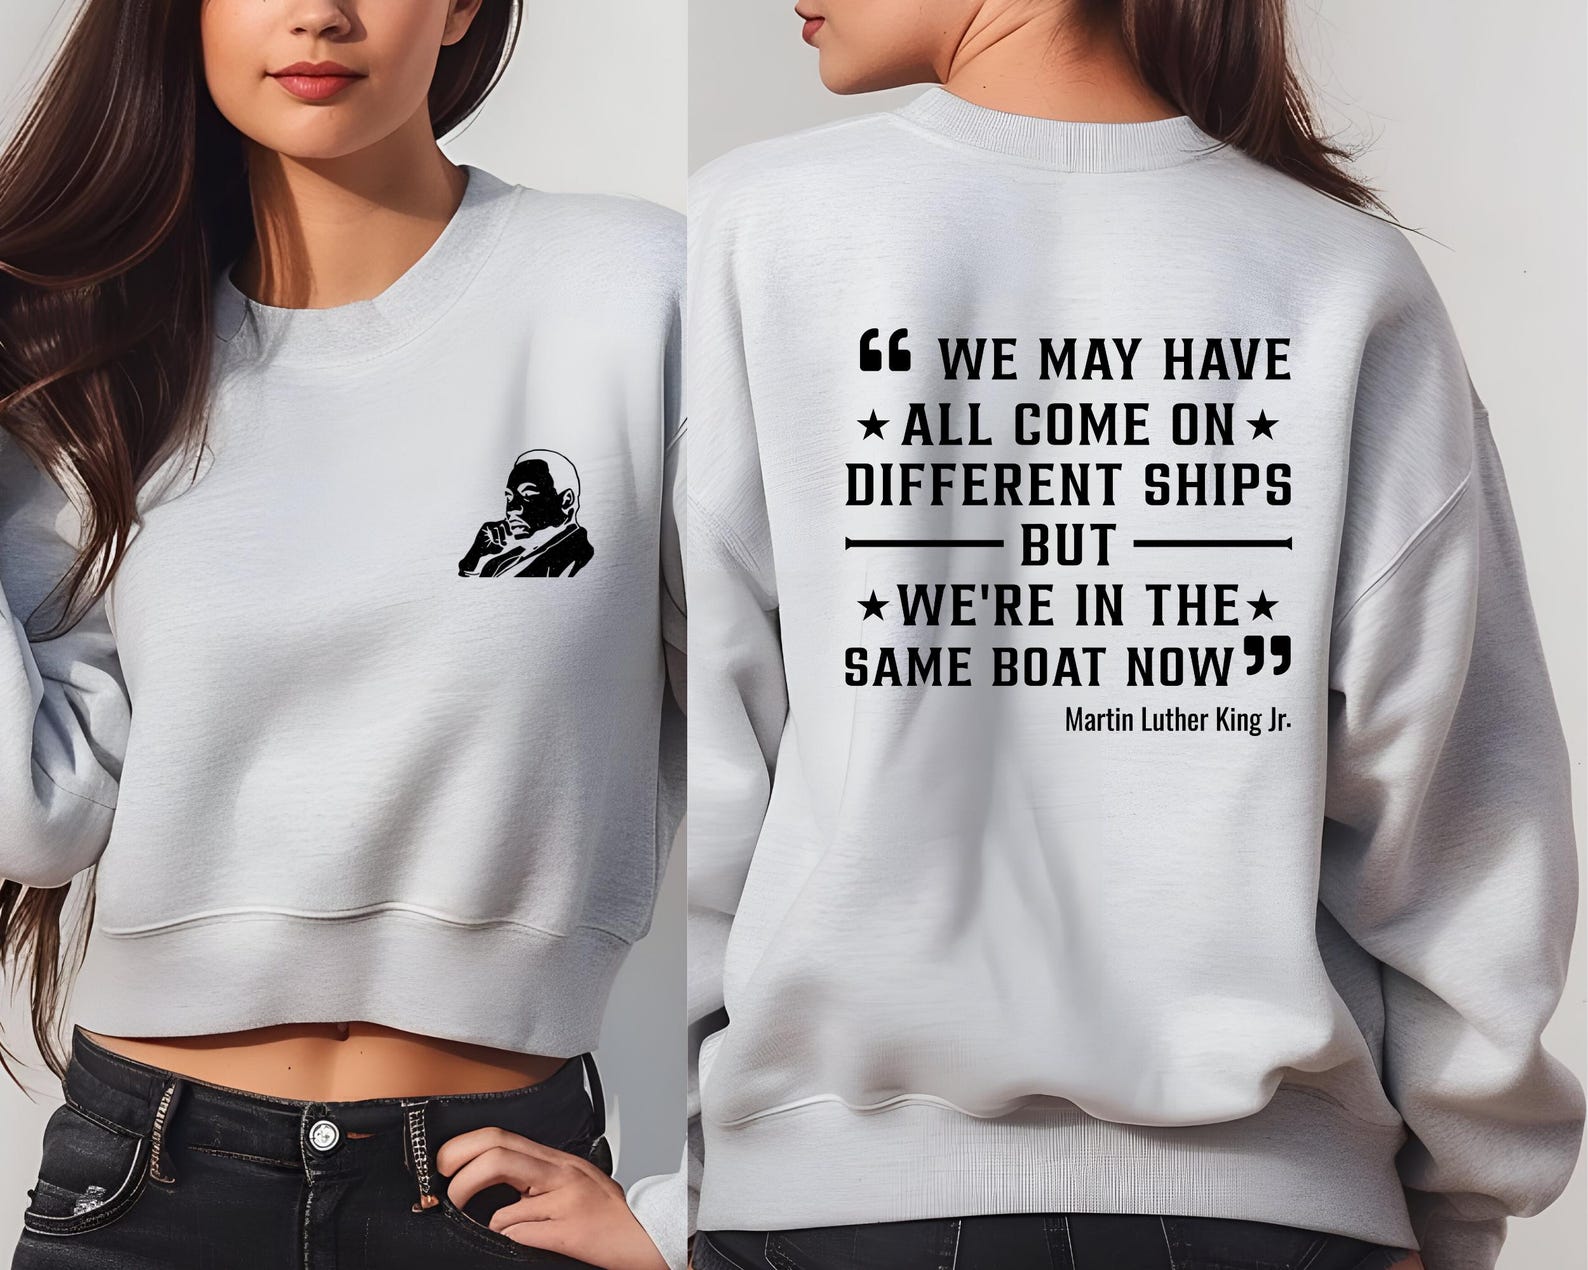 “ WE MAY HAVE
★ ALL COME ON ★
DIFFERENT SHIPS
BUT
★ WE'RE IN THE ★
SAME BOAT NOW ”
Martin Luther King Jr.